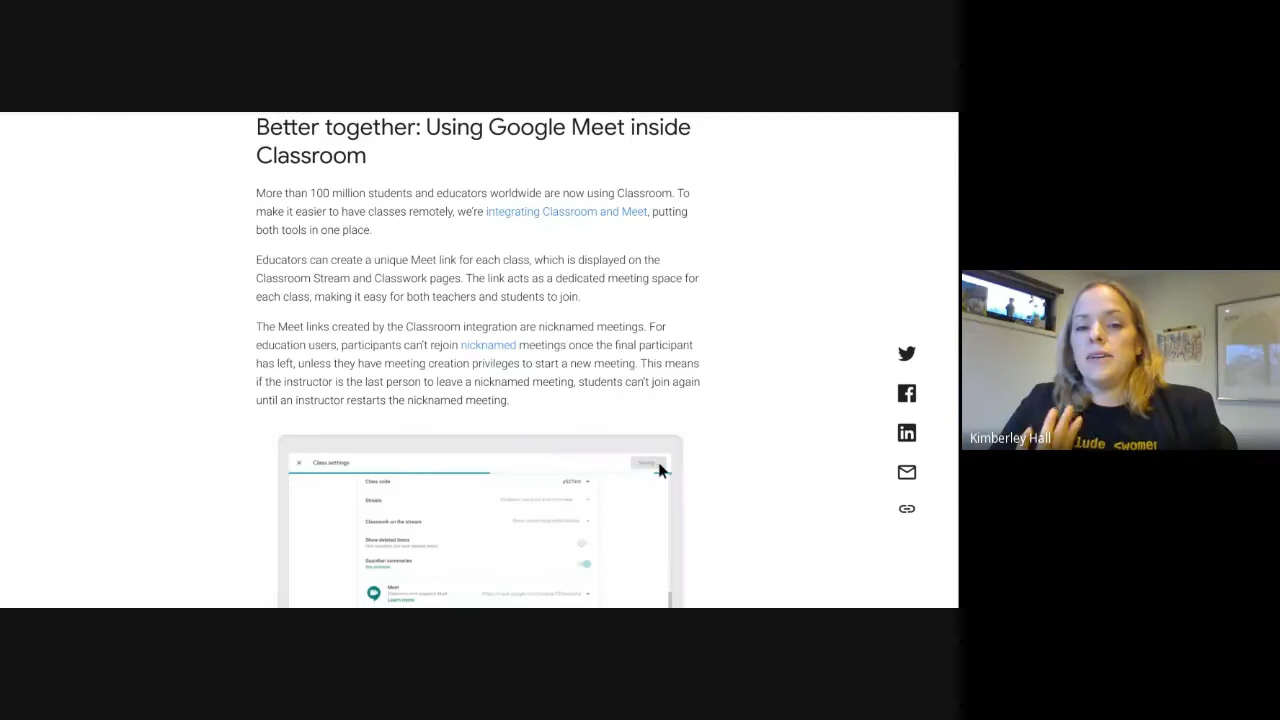 Better together: Using Google Meet inside
Classroom
More than 100 million students and educators worldwide are now using Classroom. To
make it easier to have classes remotely, we're integrating Classroom and Meet, putting
both tools in one place.
Educators can create a unique Meet link for each class, which is displayed on the
Classroom Stream and Classwork pages. The link acts as a dedicated meeting space for
each class, making it easy for both teachers and students to join.
The Meet links created by the Classroom integration are nicknamed meetings. For
education users, participants can't rejoin nicknamed meetings once the final participant
has left, unless they have meeting creation privileges to start a new meeting. This means
if the instructor is the last person to leave a nicknamed meeting, students can't join again
until an instructor restarts the nicknamed meeting.
Class settings
Class code
Stream
Classwork on the stream
Show deleted items
Guardian summaries
Meet
Learn more
Kimberley Hall
lude <women